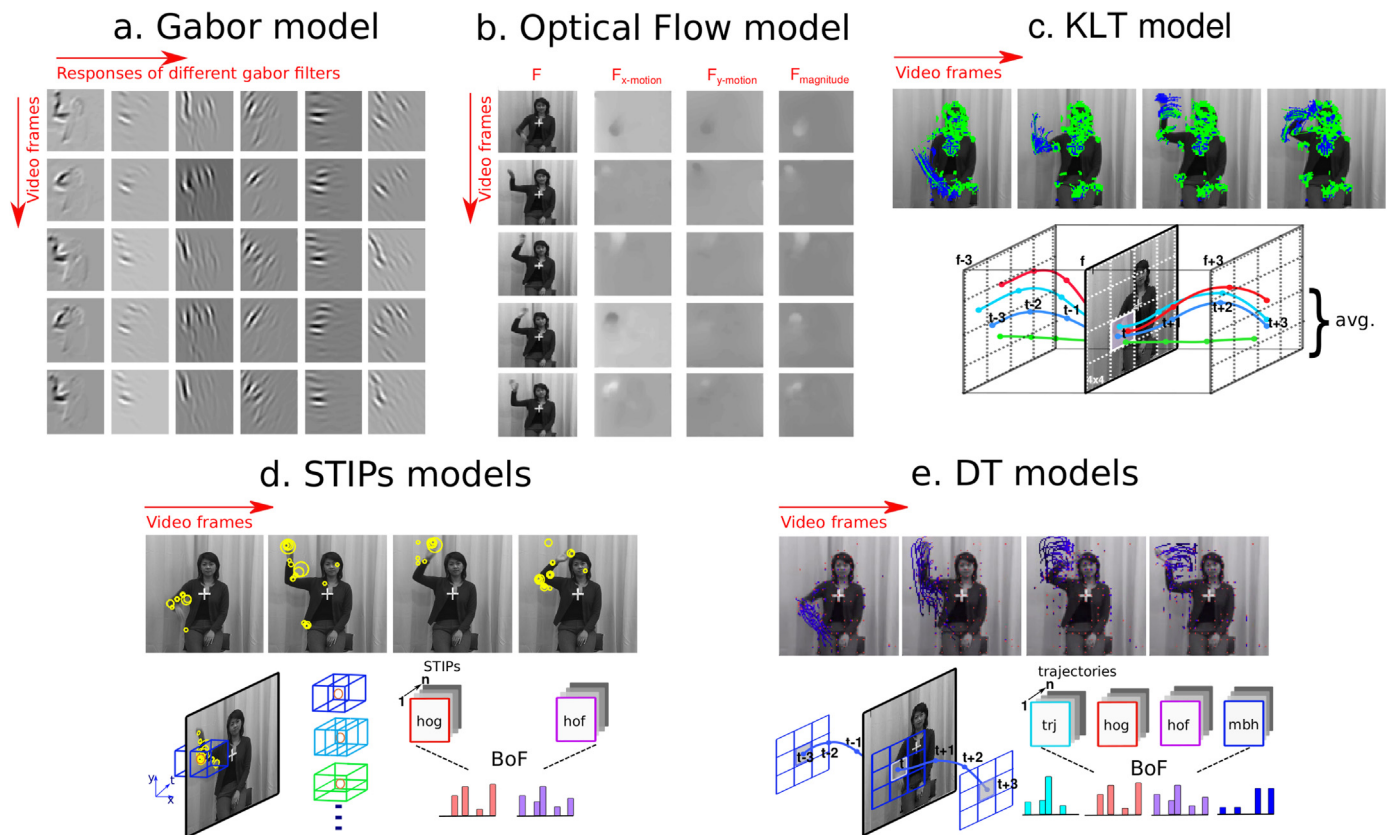 a. Gabor model
Responses of different gabor filters
Video frames
b. Optical Flow model
F
Fx-motion
Fy-motion
Fmagnitude
Video frames
c. KLT model
Video frames
f-3
f
f+3
t-3
t-2
t-1
t
t+1
t+2
t+3
4x4
avg.
d. STIPs models
Video frames
y
t
x
STIPs
n
1
hog
hof
BoF
e. DT models
Video frames
t-3
t-2
t-1
t
t+1
t+2
t+3
trajectories
n
1
trj
hog
hof
mbh
BoF